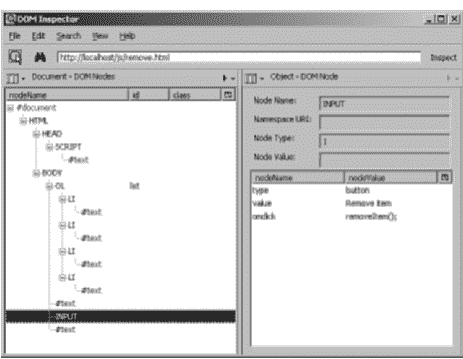 DOM Inspector
File Edit Search View Help
http://localhost/js/remove.html Inspect
Document - DOM Nodes
nodeName id class
#document
HTML
HEAD
SCRIPT
#text
BODY
OL list
LI
#text
LI
#text
LI
#text
LI
#text
#text
INPUT
#text
Object - DOM Node
Node Name: INPUT
Namespace URI:
Node Type: 1
Node Value:
nodeName nodeValue
type button
value Remove item
onclick removeItem();